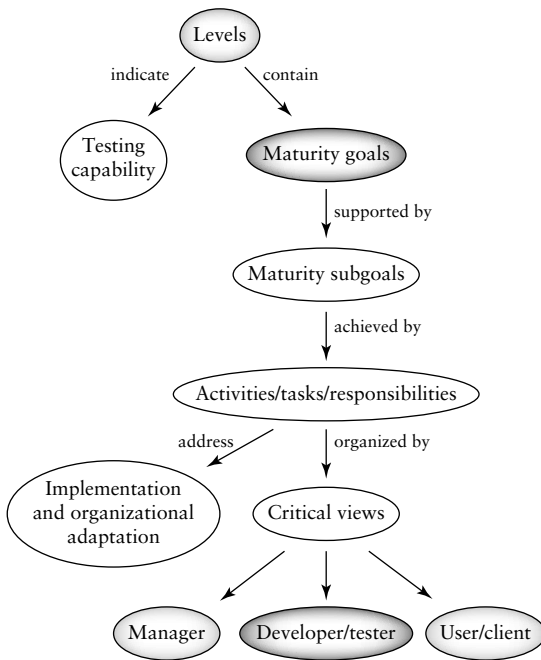 Levels
indicate
contain
Testing
capability
Maturity goals
supported by
Maturity subgoals
achieved by
Activities/tasks/responsibilities
address
organized by
Implementation
and organizational
adaptation
Critical views
Manager
Developer/tester
User/client